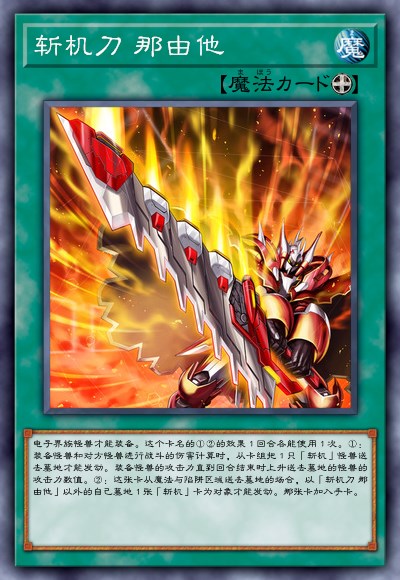 斩机刀 那由他
魔
【魔法カード】
まほう
电子界族怪兽才能装备。这个卡名的①②的效果1回合各能使用1次。①：
装备怪兽和对方怪兽进行战斗的伤害计算时，从卡组把1只「斩机」怪兽送
去墓地才能发动。装备怪兽的攻击力直到回合结束时上升送去墓地的怪兽的
攻击力数值。②：这张卡从魔法与陷阱区域送去墓地的场合，以「斩机刀 那
由他」以外的自己墓地1张「斩机」卡为对象才能发动。那张卡加入手卡。